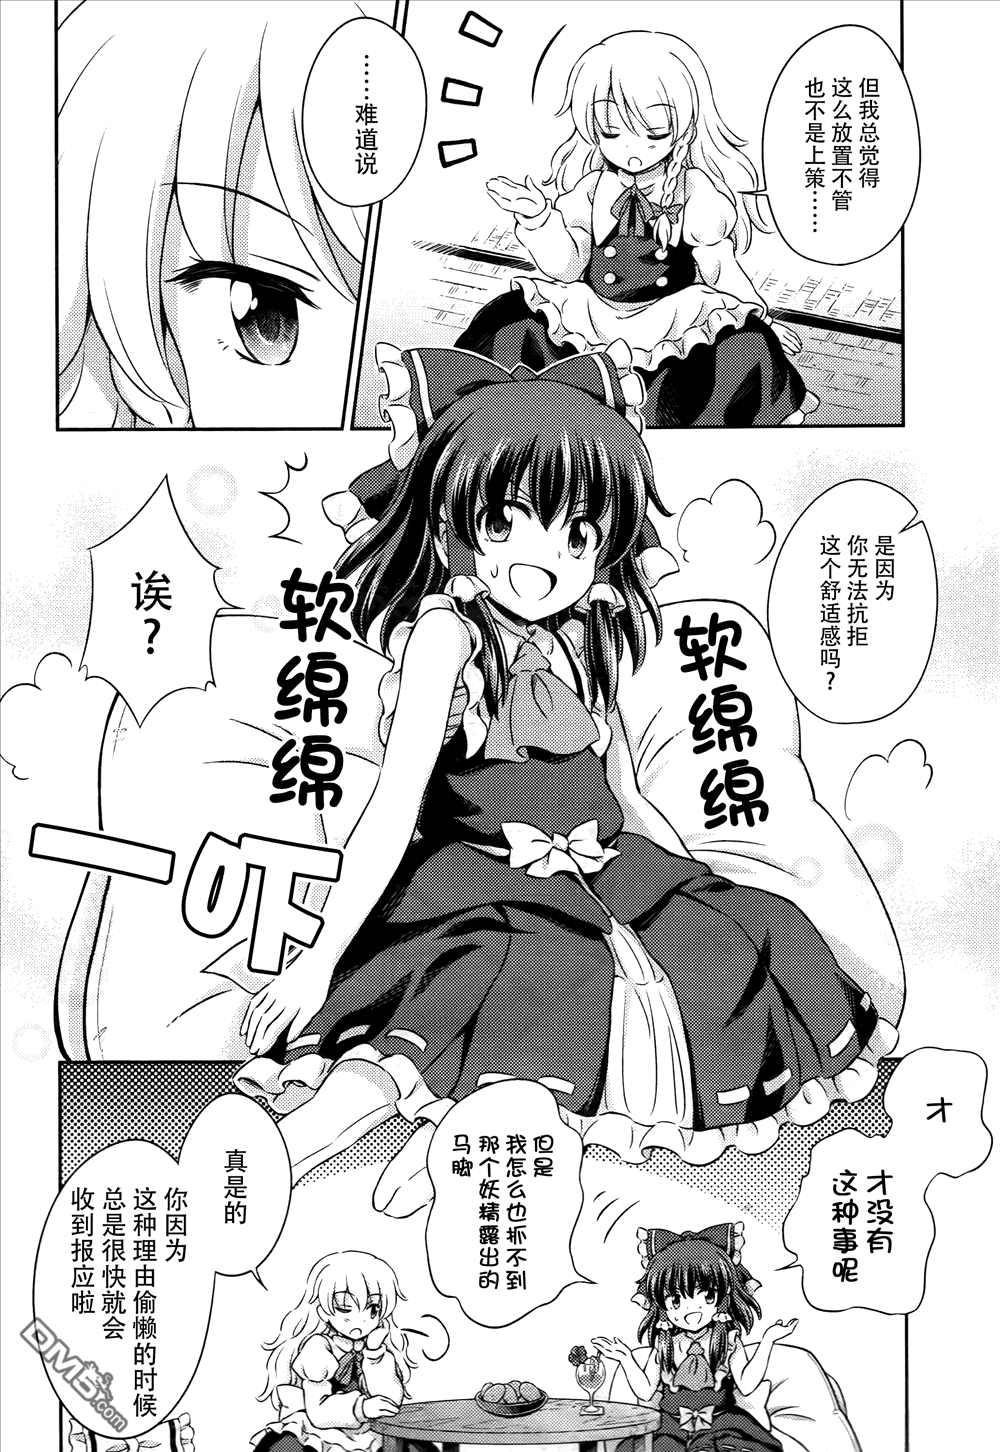 但我总觉得
这么放置不管
也不是上策……
……难道说
是因为
你无法抗拒
这个舒适感吗?
软绵绵
软绵绵
诶?
吓一
才
才没有
这种事呢
但是
我怎么也抓不到
那个妖精露出的
马脚
真是的
你因为
这种理由偷懒的时候
总是很快就会
收到报应啦
DM5.com